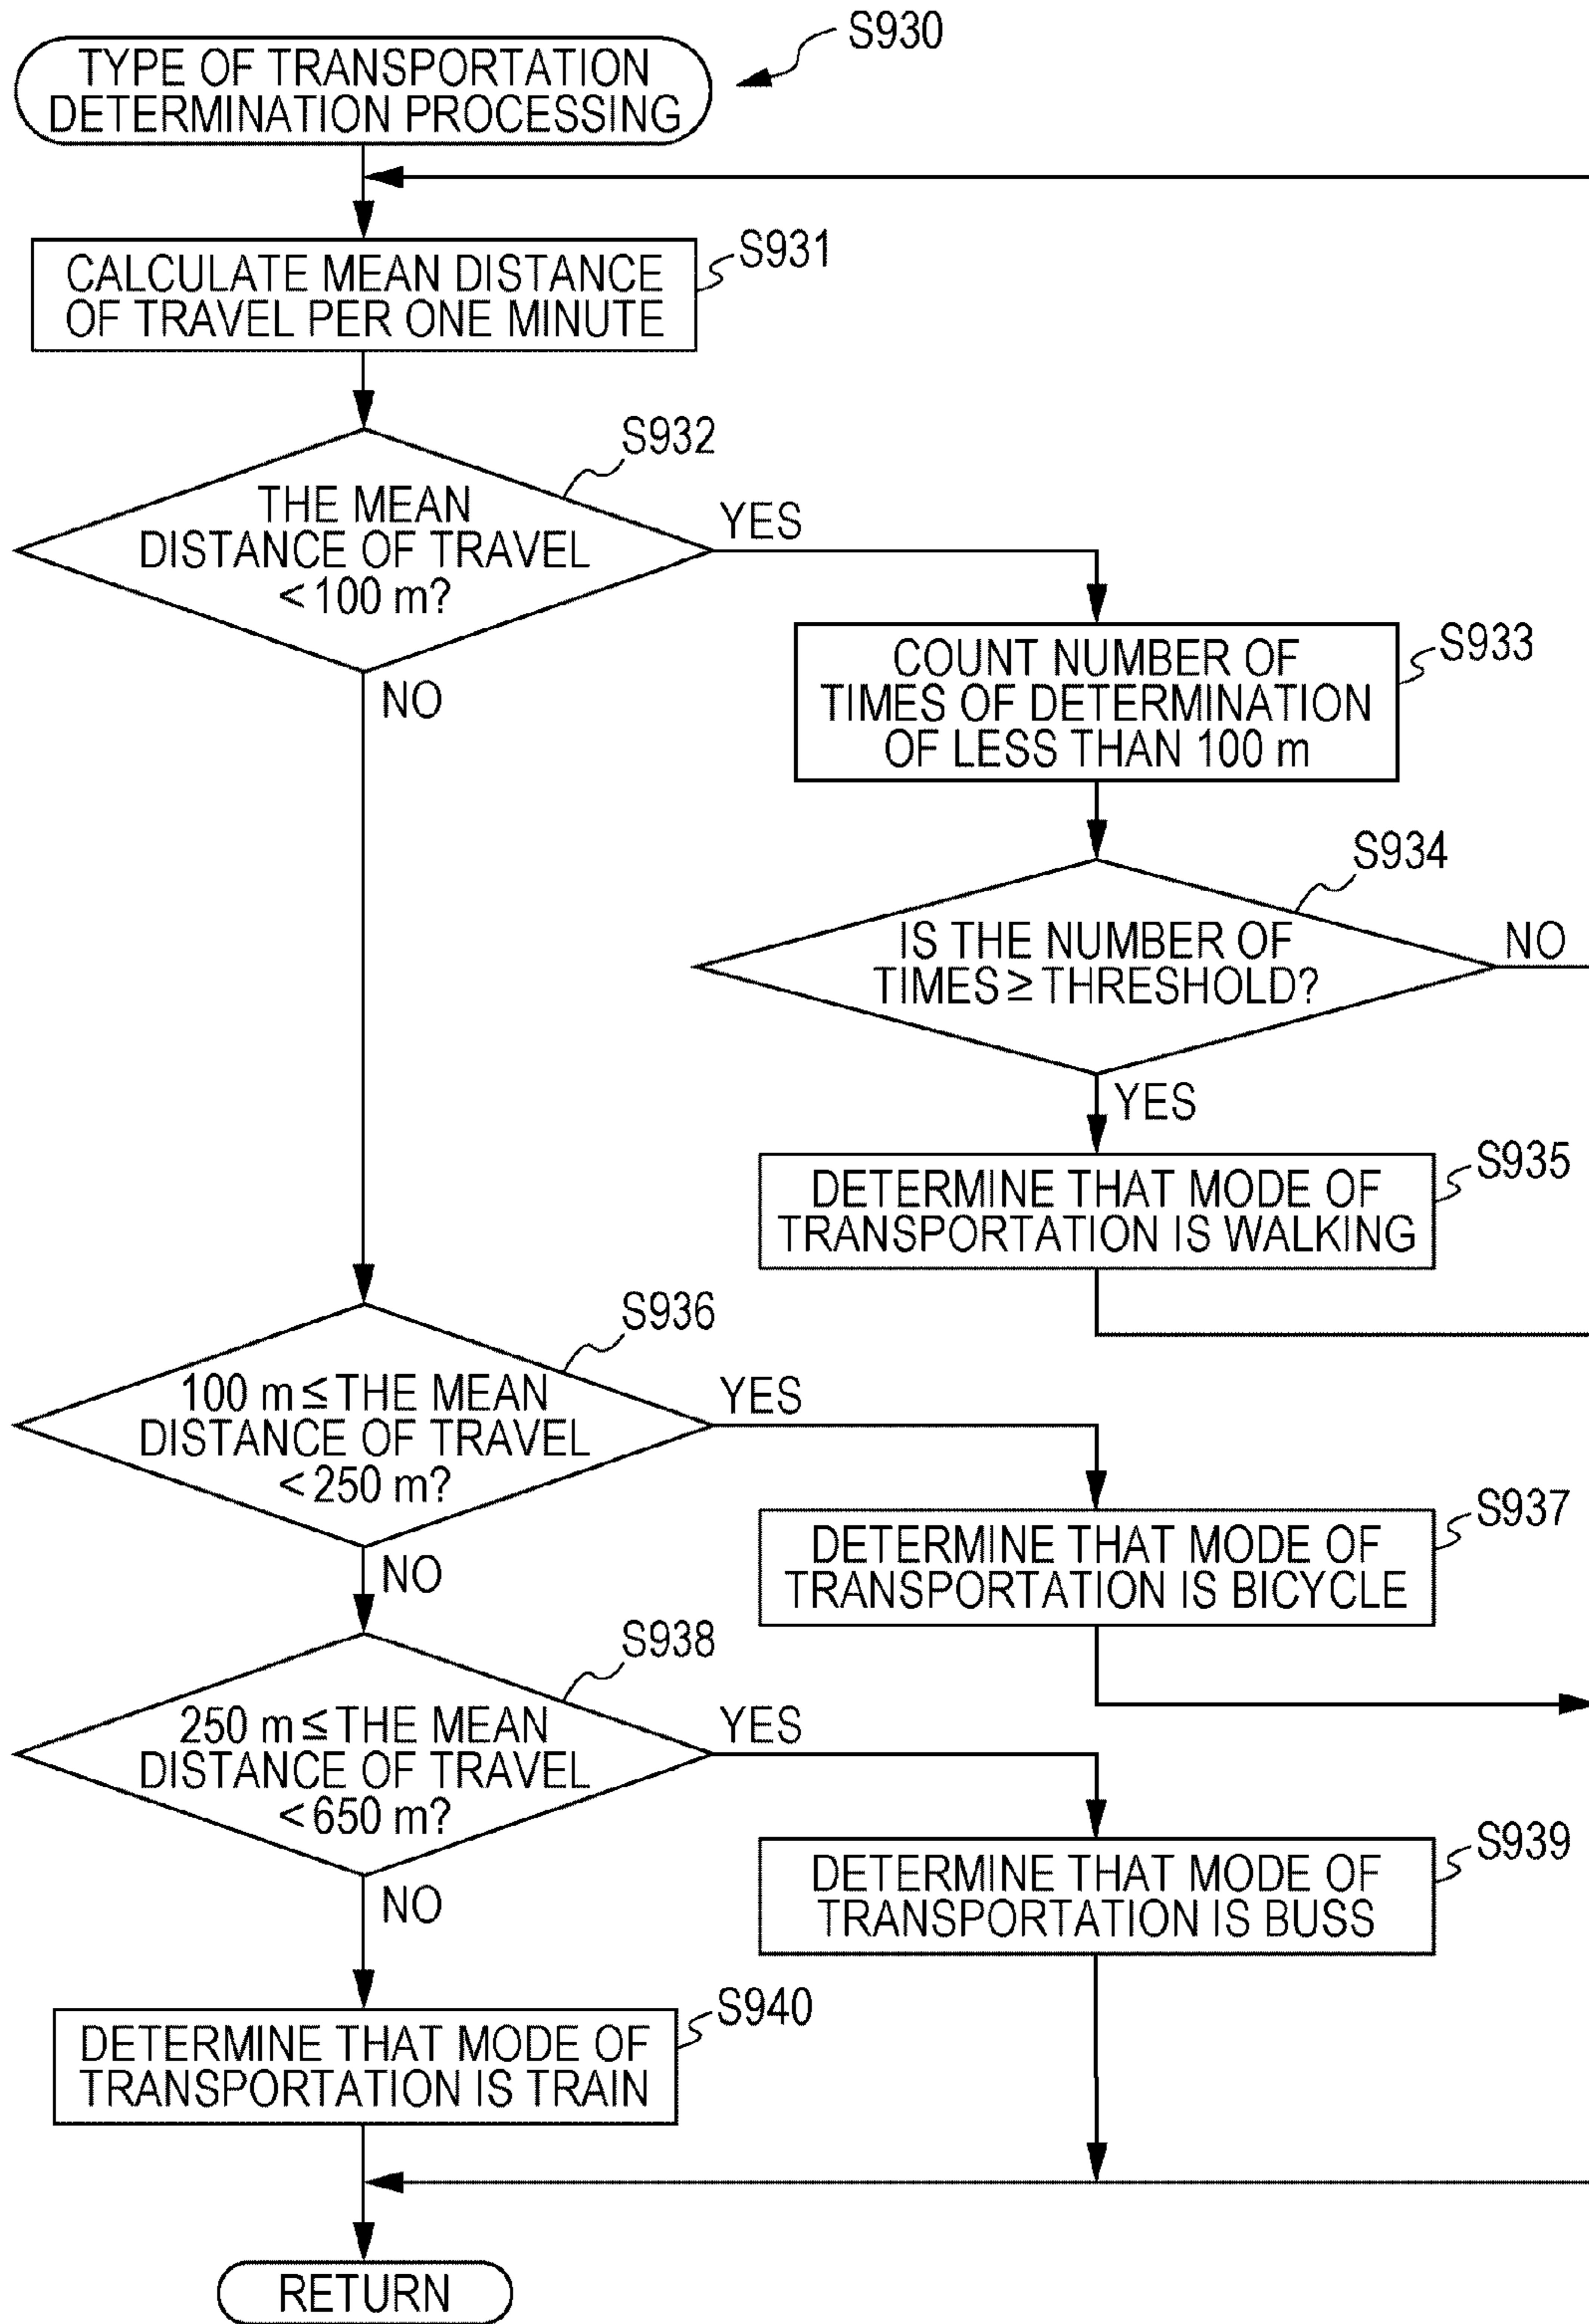 S930
TYPE OF TRANSPORTATION
DETERMINATION PROCESSING
S931
CALCULATE MEAN DISTANCE
OF TRAVEL PER ONE MINUTE
S932
THE MEAN
DISTANCE OF TRAVEL
< 100 m?
YES
NO
S933
COUNT NUMBER OF
TIMES OF DETERMINATION
OF LESS THAN 100 m
S934
IS THE NUMBER OF
TIMES ≥ THRESHOLD?
NO
YES
S935
DETERMINE THAT MODE OF
TRANSPORTATION IS WALKING
S936
100 m ≤ THE MEAN
DISTANCE OF TRAVEL
< 250 m?
YES
NO
S937
DETERMINE THAT MODE OF
TRANSPORTATION IS BICYCLE
S938
250 m ≤ THE MEAN
DISTANCE OF TRAVEL
< 650 m?
YES
NO
S939
DETERMINE THAT MODE OF
TRANSPORTATION IS BUSS
S940
DETERMINE THAT MODE OF
TRANSPORTATION IS TRAIN
RETURN